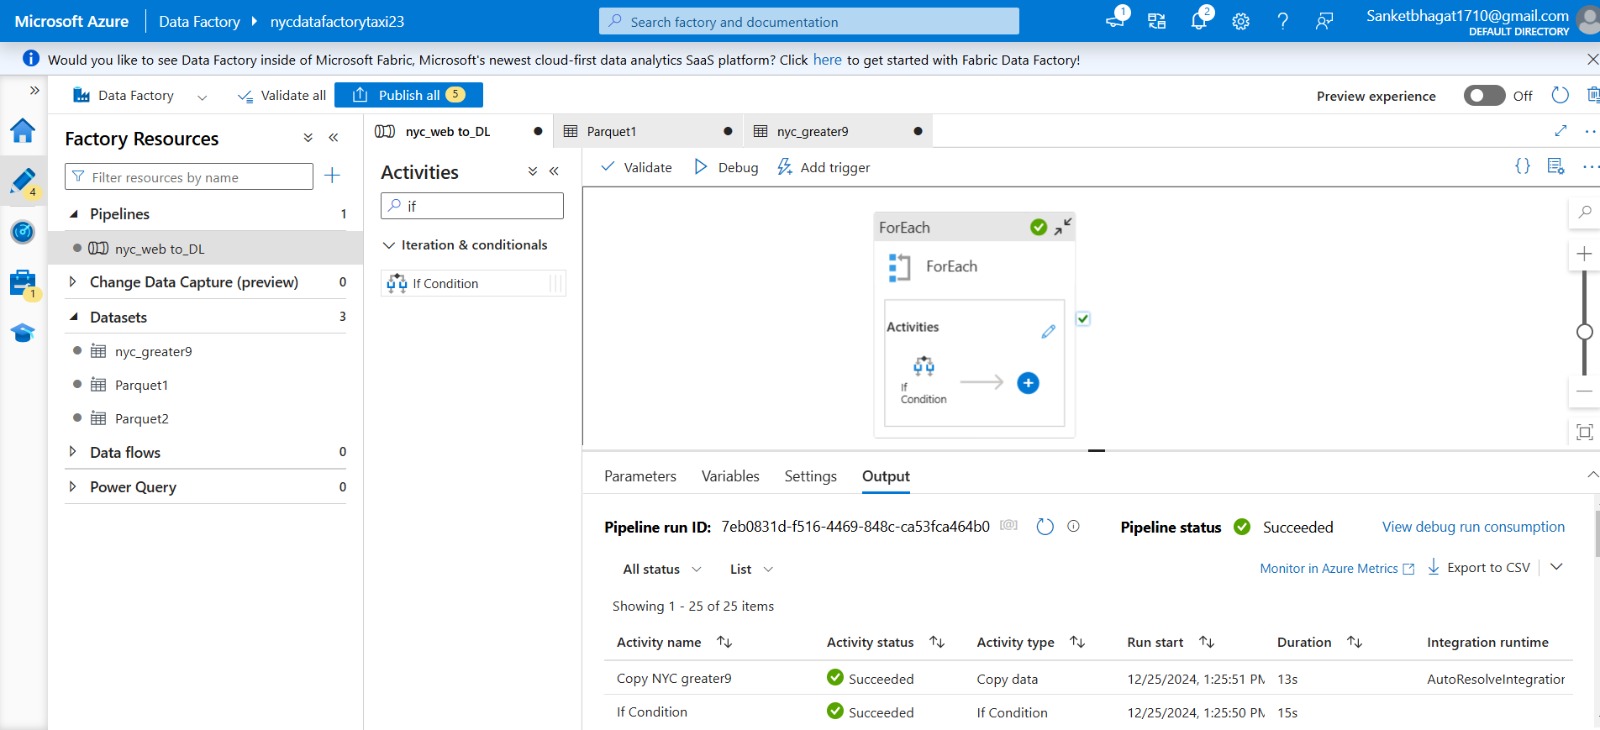 Microsoft Azure Data Factory nycdatafactorytaxi23 Search factory and documentation 1 2 Sanketbhagat1710@gmail.com
DEFAULT DIRECTORY
Would you like to see Data Factory inside of Microsoft Fabric, Microsoft's newest cloud-first data analytics SaaS platform? Click here to get started with Fabric Data Factory!
Data Factory Validate all Publish all 5 Preview experience Off
Factory Resources
Filter resources by name
4
Pipelines 1
nyc_web to_DL
Change Data Capture (preview) 0
1
Datasets 3
nyc_greater9
Parquet1
Parquet2
Data flows 0
Power Query 0
nyc_web to_DL Parquet1 nyc_greater9
Activities
if
Iteration & conditionals
If Condition
Validate Debug Add trigger {}
ForEach
ForEach
Activities
If
Condition
Parameters Variables Settings Output
Pipeline run ID: 7eb0831d-f516-4469-848c-ca53fca464b0 Pipeline status Succeeded View debug run consumption
All status List Monitor in Azure Metrics Export to CSV
Showing 1 - 25 of 25 items
Activity name Activity status Activity type Run start Duration Integration runtime
Copy NYC greater9 Succeeded Copy data 12/25/2024, 1:25:51 PM 13s AutoResolveIntegration
If Condition Succeeded If Condition 12/25/2024, 1:25:50 PM 15s